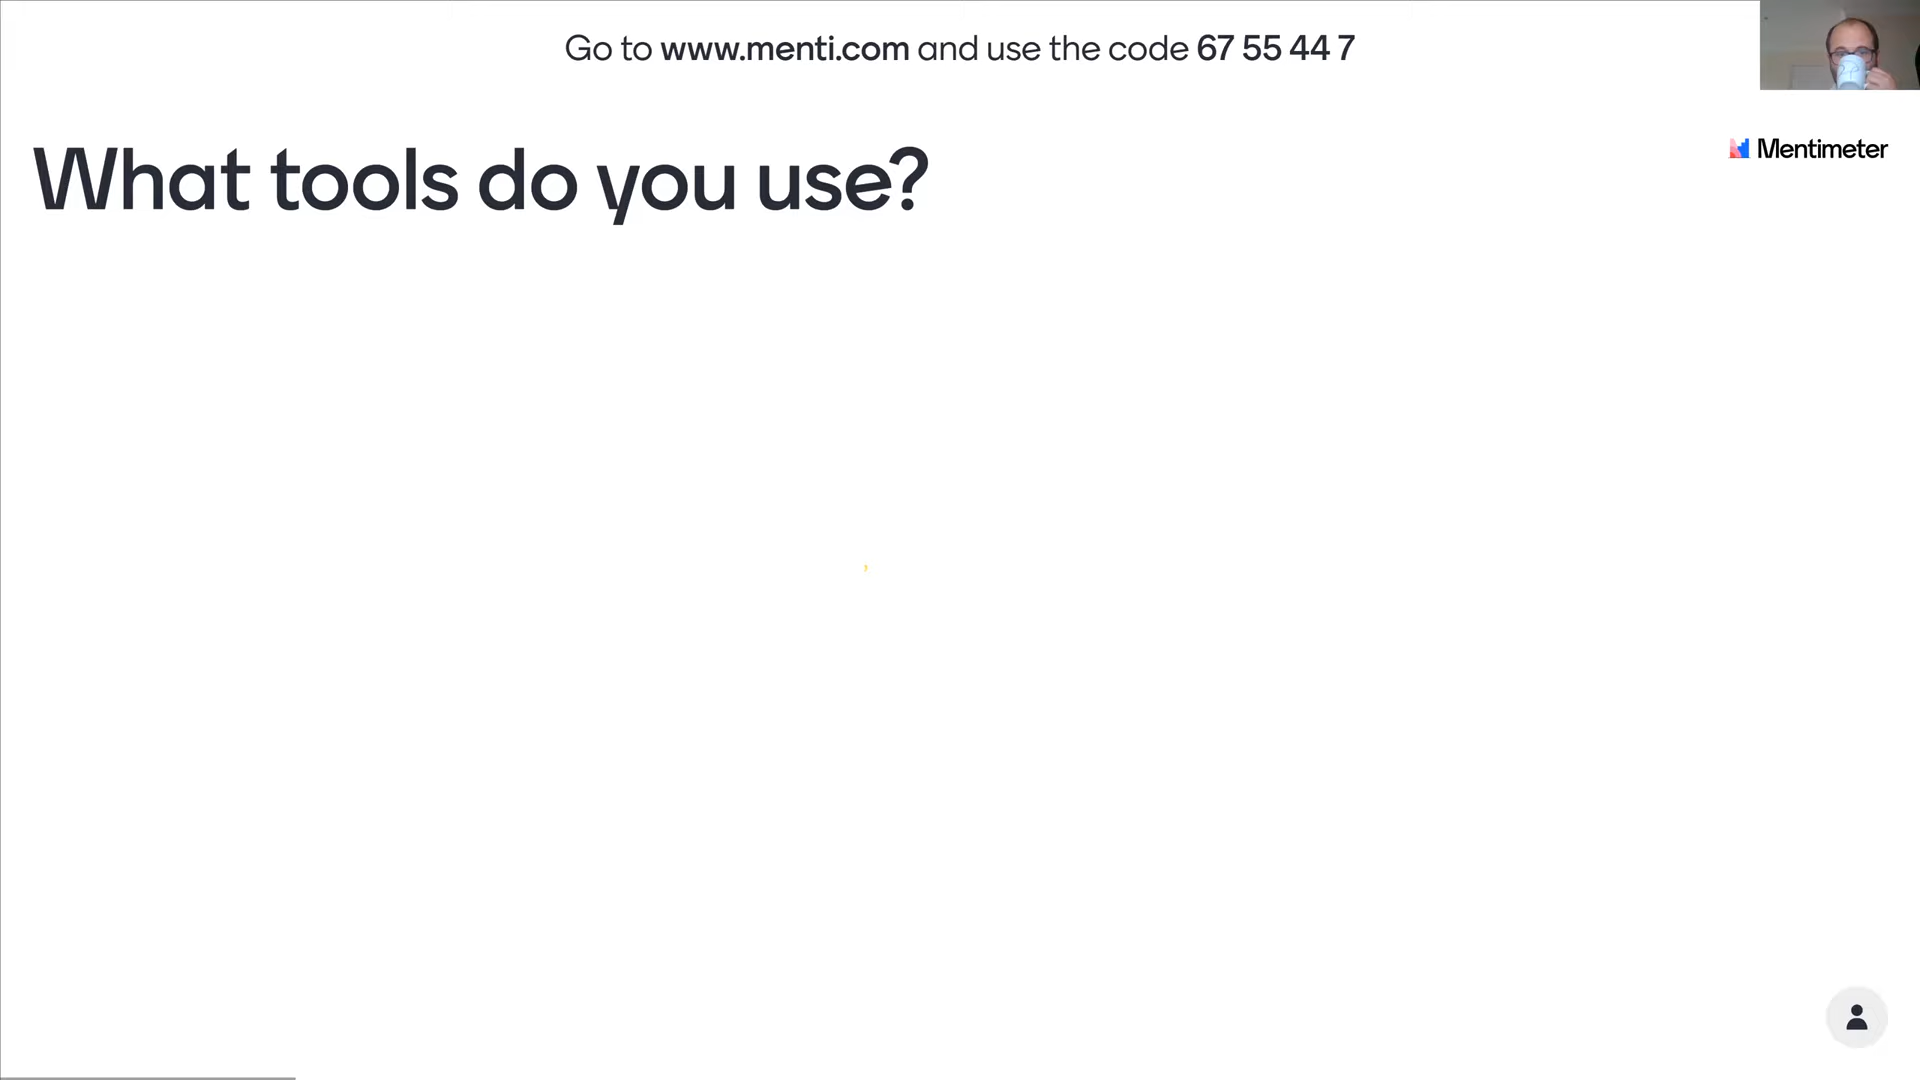 Go to www.menti.com and use the code 67 55 44 7
Mentimeter
What tools do you use?
,